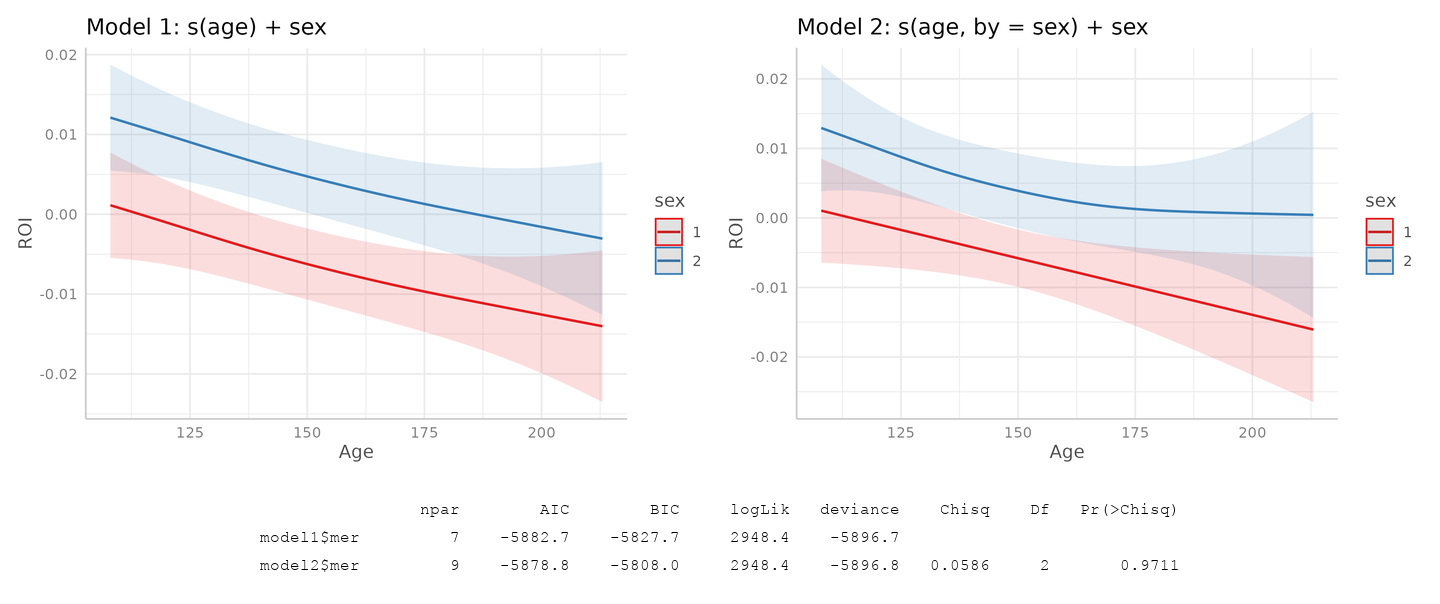 Model 1: s(age) + sex
0.02
0.01
0.00
-0.01
-0.02
ROI
125 150 175 200
Age
sex
1
2
Model 2: s(age, by = sex) + sex
0.02
0.01
0.00
-0.01
-0.02
ROI
125 150 175 200
Age
sex
1
2
npar AIC BIC logLik deviance Chisq Df Pr(>Chisq)
model1$mer 7 -5882.7 -5827.7 2948.4 -5896.7
model2$mer 9 -5878.8 -5808.0 2948.4 -5896.8 0.0586 2 0.9711